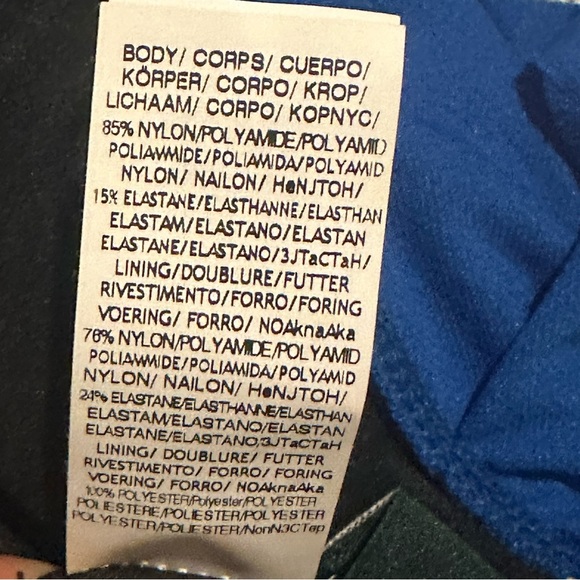 BODY/ CORPS/ CUERPO/
KÖRPER/ CORPO/ KROP/
LICHAAM/ CORPO/ KOPNYC/
85% NYLON/POLYAMIDE/POLYAMID
POLIAMMIDE/POLIAMIDA/POLYAMID
NYLON/ NAILON/ HeNJTOH/
15% ELASTANE/ELASTHANNE/ELASTHAN
ELASTAM/ELASTANO/ELASTAN
ELASTANE/ELASTANO/3JTaCTaH/
LINING/DOUBLURE/FUTTER
RIVESTIMENTO/FORRO/FORING
VOERING/ FORRO/ NOAknaAka
76% NYLON/POLYAMIDE/POLYAMID
POLIAMMIDE/POLIAMIDA/POLYAMID
NYLON/ NAILON/ HeNJTOH/
24% ELASTANE/ELASTHANNE/ELASTHAN
ELASTAM/ELASTANO/ELASTAN
ELASTANE/ELASTANO/3JTaCTaH
LINING/ DOUBLURE/ FUTTER
RIVESTIMENTO/ FORRO/ FORING
VOERING/ FORRO/ NOAknaAka
100% POLYESTER/Polyester/POLYESTER
POLIESTERE/POLIESTER/POLYESTER
POLYESTER/POLIESTER/NonN3CTep